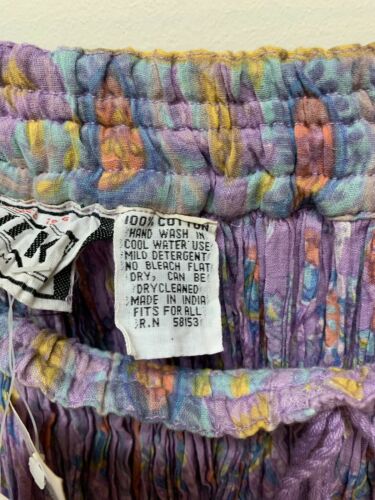 100% COTTON
HAND WASH IN
COOL WATER USE
MILD DETERGENT
NO BLEACH FLAT
DRY, CAN BE
DRYCLEANED
MADE IN INDIA
FITS FOR ALL
R.N 58153